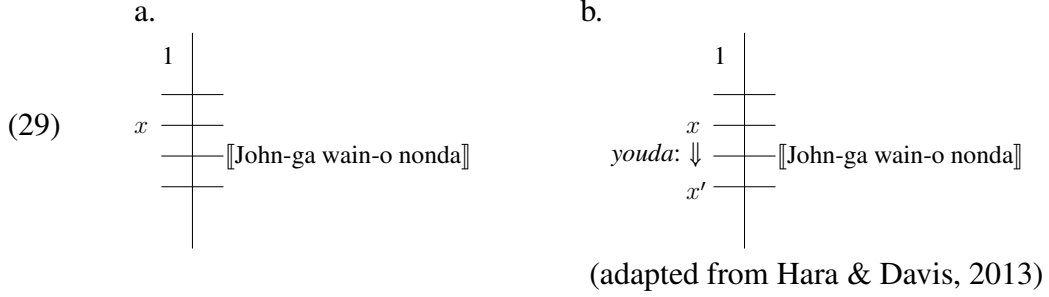 a. b.
1 1
(29) x x
⟦John-ga wain-o nonda⟧ youda: ⇓ ⟦John-ga wain-o nonda⟧
x′
(adapted from Hara & Davis, 2013)